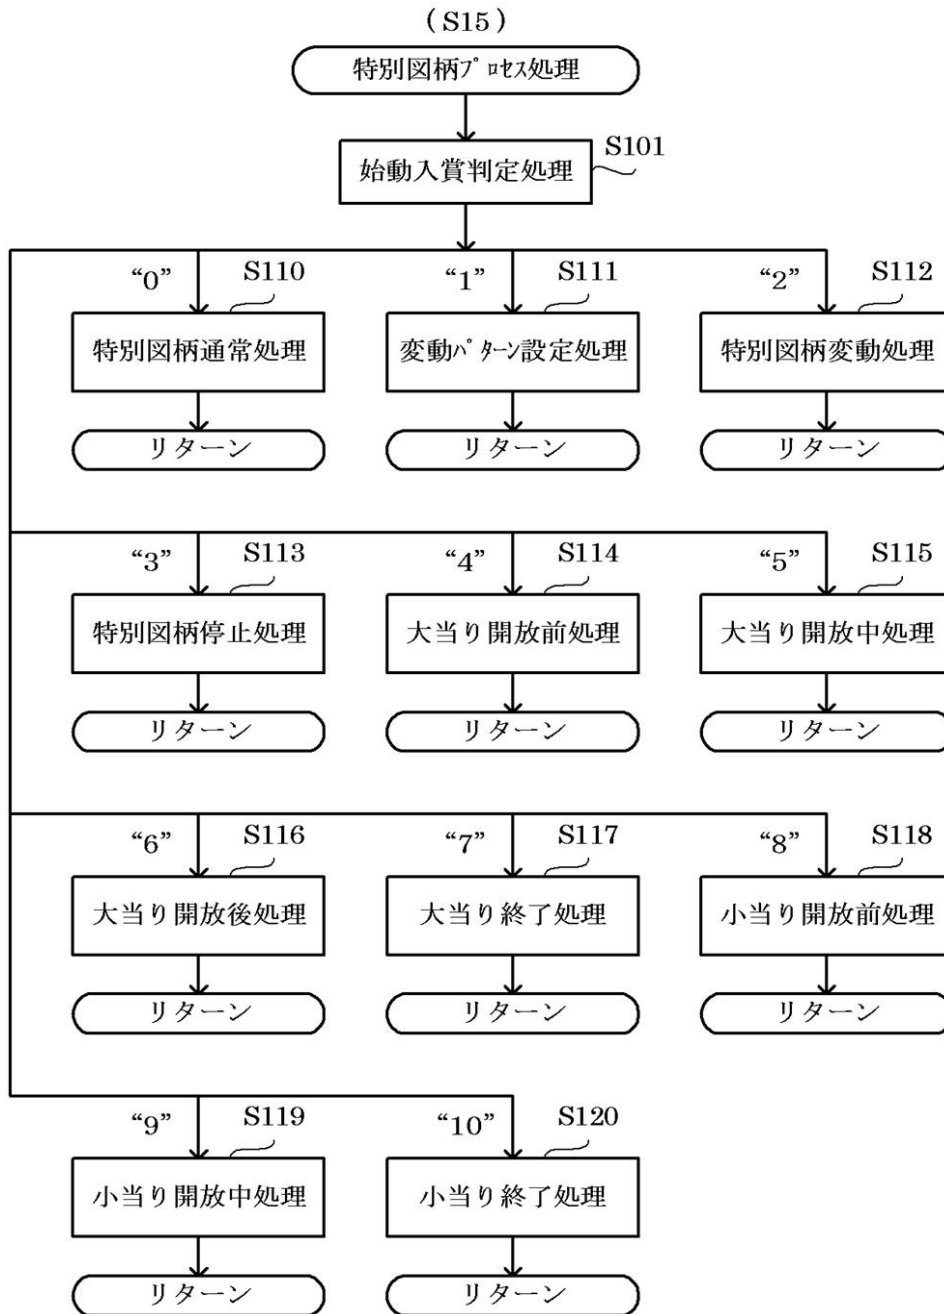 (S15)
特別図柄ﾌﾟﾛｾｽ処理
始動入賞判定処理
S101
“0”
S110
“1”
S111
“2”
S112
特別図柄通常処理
変動ﾊﾟﾀｰﾝ設定処理
特別図柄変動処理
リターン
リターン
リターン
“3”
S113
“4”
S114
“5”
S115
特別図柄停止処理
大当り開放前処理
大当り開放中処理
リターン
リターン
リターン
“6”
S116
“7”
S117
“8”
S118
大当り開放後処理
大当り終了処理
小当り開放前処理
リターン
リターン
リターン
“9”
S119
“10”
S120
小当り開放中処理
小当り終了処理
リターン
リターン